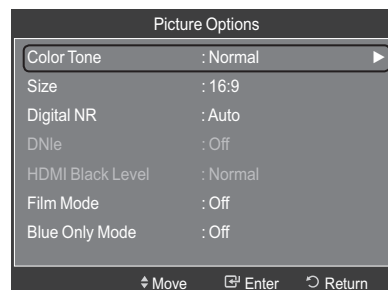 Picture Options
Color Tone : Normal ►
Size : 16:9
Digital NR : Auto
DNIe : Off
HDMI Black Level : Normal
Film Mode : Off
Blue Only Mode : Off
Move Enter Return